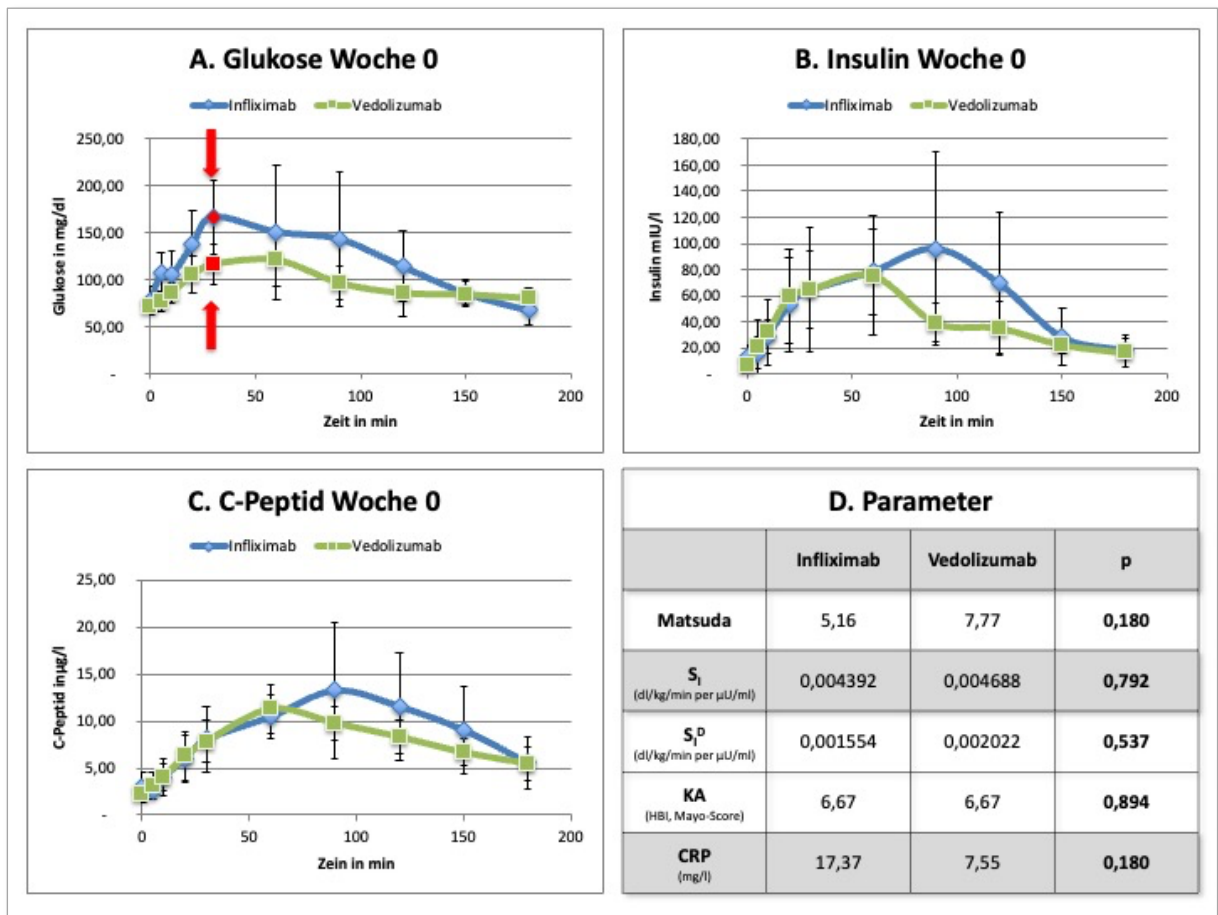 A. Glukose Woche 0
Infliximab Vedolizumab
Glukose in mg/dl
250,00
200,00
150,00
100,00
50,00
-
0 50 100 150 200
Zeit in min
B. Insulin Woche 0
Infliximab Vedolizumab
Insulin mIU/l
180,00
160,00
140,00
120,00
100,00
80,00
60,00
40,00
20,00
-
0 50 100 150 200
Zeit in min
C. C-Peptid Woche 0
Infliximab Vedolizumab
C-Peptid inµg/l
25,00
20,00
15,00
10,00
5,00
-
0 50 100 150 200
Zein in min
D. Parameter
Infliximab Vedolizumab p
Matsuda 5,16 7,77 0,180
SI 0,004392 0,004688 0,792
(dl/kg/min per µU/ml)
SID 0,001554 0,002022 0,537
(dl/kg/min per µU/ml)
KA 6,67 6,67 0,894
(HBI, Mayo-Score)
CRP 17,37 7,55 0,180
(mg/l)